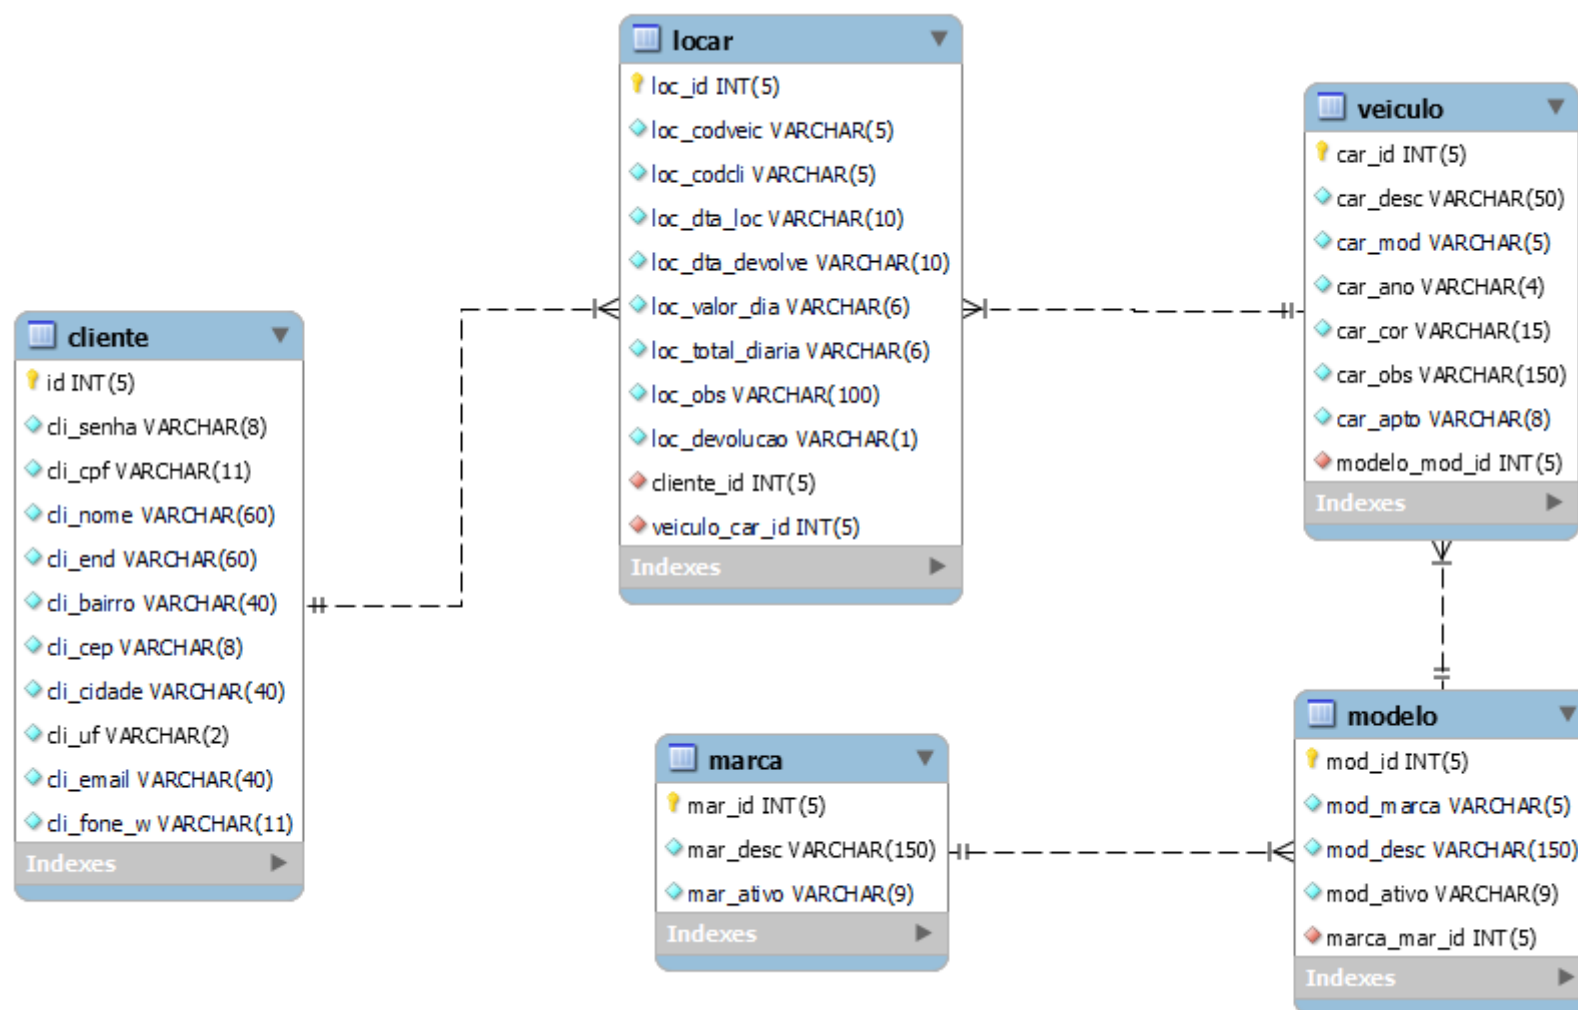 locar
loc_id INT(5)
loc_codveic VARCHAR(5)
loc_codcli VARCHAR(5)
loc_dta_loc VARCHAR(10)
loc_dta_devolve VARCHAR(10)
loc_valor_dia VARCHAR(6)
loc_total_diaria VARCHAR(6)
loc_obs VARCHAR(100)
loc_devolucao VARCHAR(1)
cliente_id INT(5)
veiculo_car_id INT(5)
Indexes
veiculo
car_id INT(5)
car_desc VARCHAR(50)
car_mod VARCHAR(5)
car_ano VARCHAR(4)
car_cor VARCHAR(15)
car_obs VARCHAR(150)
car_apto VARCHAR(8)
modelo_mod_id INT(5)
Indexes
cliente
id INT(5)
cli_senha VARCHAR(8)
cli_cpf VARCHAR(11)
cli_nome VARCHAR(60)
cli_end VARCHAR(60)
cli_bairro VARCHAR(40)
cli_cep VARCHAR(8)
cli_cidade VARCHAR(40)
cli_uf VARCHAR(2)
cli_email VARCHAR(40)
cli_fone_w VARCHAR(11)
Indexes
marca
mar_id INT(5)
mar_desc VARCHAR(150)
mar_ativo VARCHAR(9)
Indexes
modelo
mod_id INT(5)
mod_marca VARCHAR(5)
mod_desc VARCHAR(150)
mod_ativo VARCHAR(9)
marca_mar_id INT(5)
Indexes